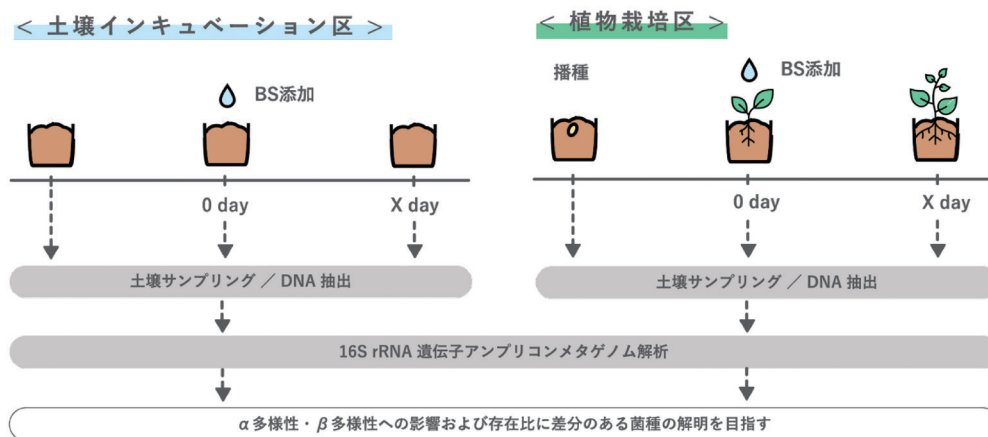 < 土壌インキュベーション区 >
BS添加
0 day
X day
土壌サンプリング ／ DNA 抽出
< 植物栽培区 >
播種
BS添加
0 day
X day
土壌サンプリング ／ DNA 抽出
16S rRNA 遺伝子アンプリコンメタゲノム解析
α多様性・β多様性への影響および存在比に差分のある菌種の解明を目指す